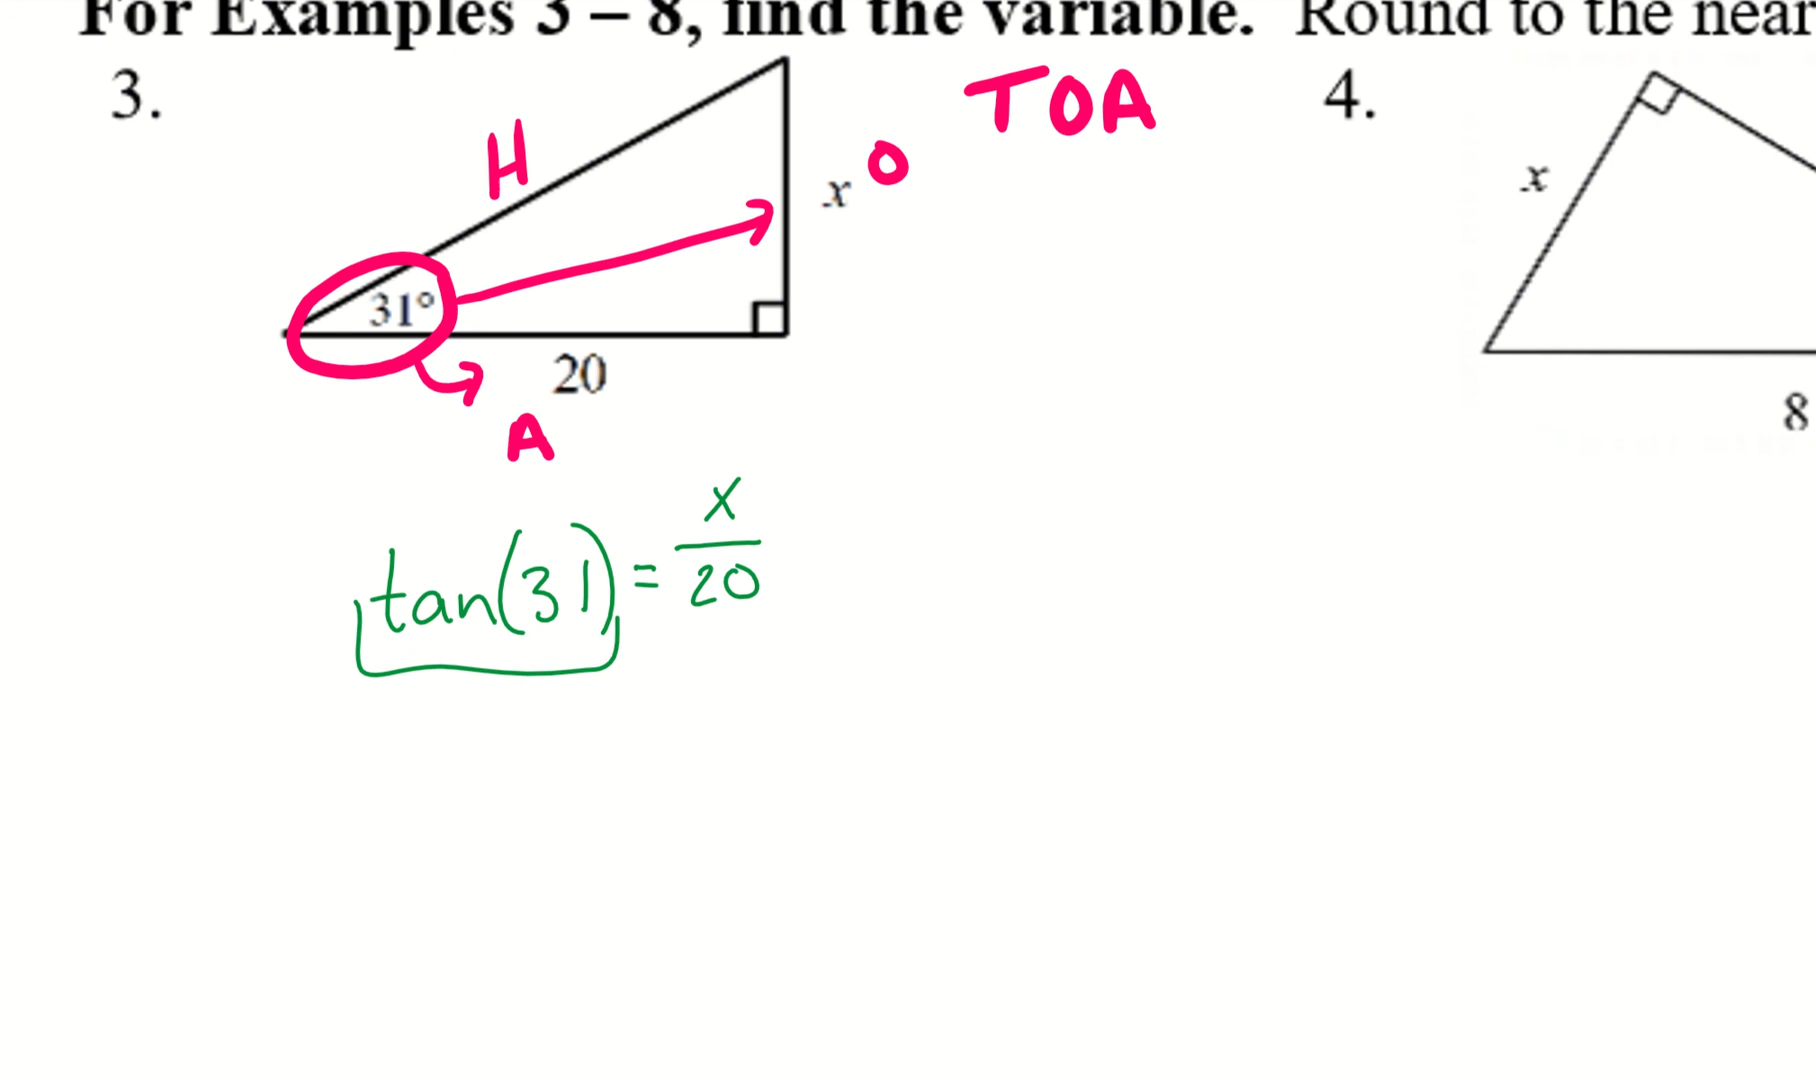 For Examples 3 – 8, find the variable. Round to the near
3.
H
TOA
O
x
31°
20
A
tan(31) = x/20
4.
x
8